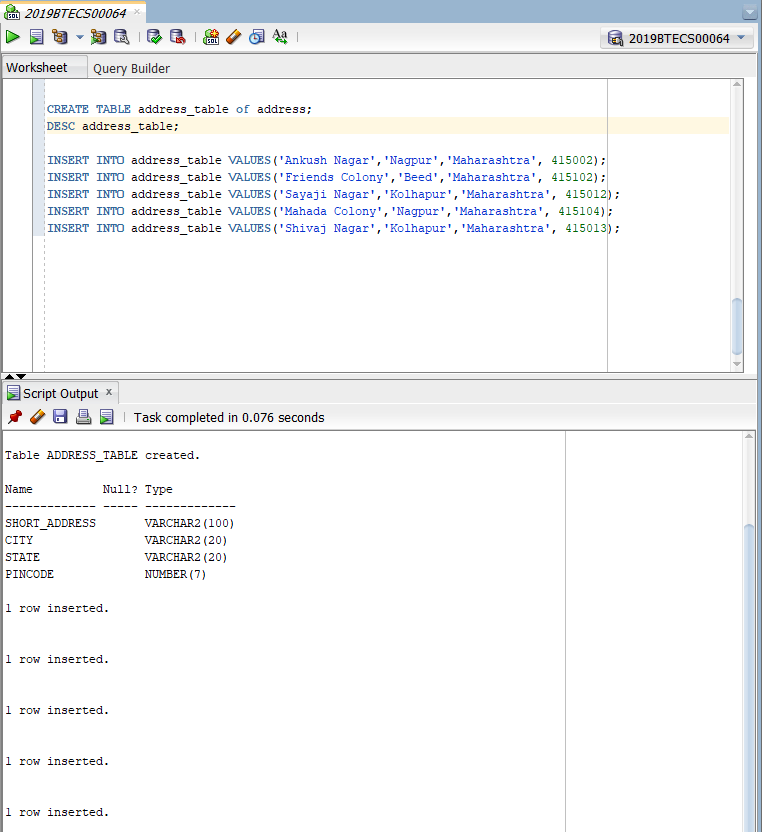 2019BTECS00064
SQL
Aa
2019BTECS00064
Worksheet
Query Builder
CREATE TABLE address_table of address;
DESC address_table;
INSERT INTO address_table VALUES('Ankush Nagar','Nagpur','Maharashtra', 415002);
INSERT INTO address_table VALUES('Friends Colony','Beed','Maharashtra', 415102);
INSERT INTO address_table VALUES('Sayaji Nagar','Kolhapur','Maharashtra', 415012);
INSERT INTO address_table VALUES('Mahada Colony','Nagpur','Maharashtra', 415104);
INSERT INTO address_table VALUES('Shivaj Nagar','Kolhapur','Maharashtra', 415013);
Script Output x
Task completed in 0.076 seconds
Table ADDRESS_TABLE created.
Name Null? Type
------------- ----- -------------
SHORT_ADDRESS VARCHAR2(100)
CITY VARCHAR2(20)
STATE VARCHAR2(20)
PINCODE NUMBER(7)
1 row inserted.
1 row inserted.
1 row inserted.
1 row inserted.
1 row inserted.